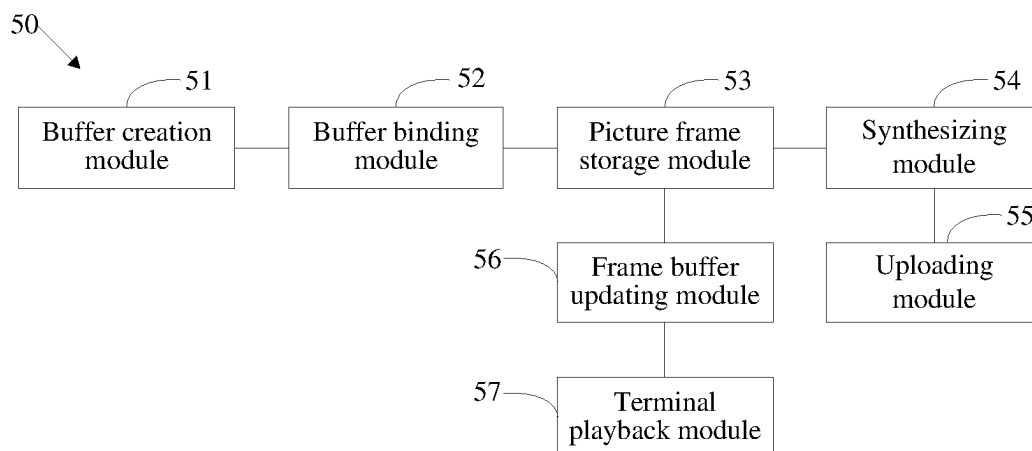 50
51
52
53
54
Buffer creation
module
Buffer binding
module
Picture frame
storage module
Synthesizing
module
55
56
Frame buffer
updating module
Uploading
module
57
Terminal
playback module